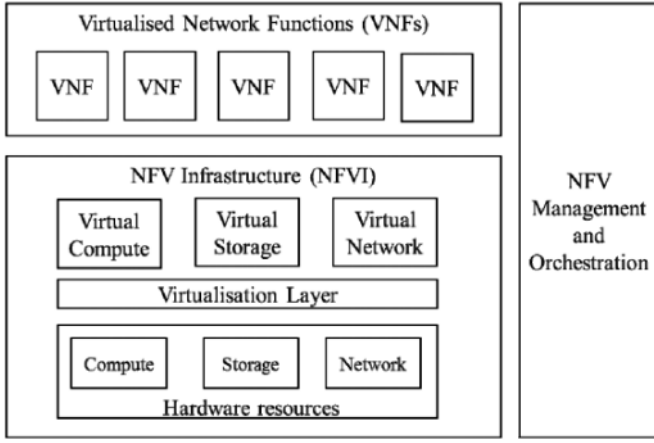 Virtualised Network Functions (VNFs)
VNF VNF VNF VNF VNF
NFV Infrastructure (NFVI)
Virtual Compute
Virtual Storage
Virtual Network
Virtualisation Layer
Compute Storage Network
Hardware resources
NFV
Management
and
Orchestration